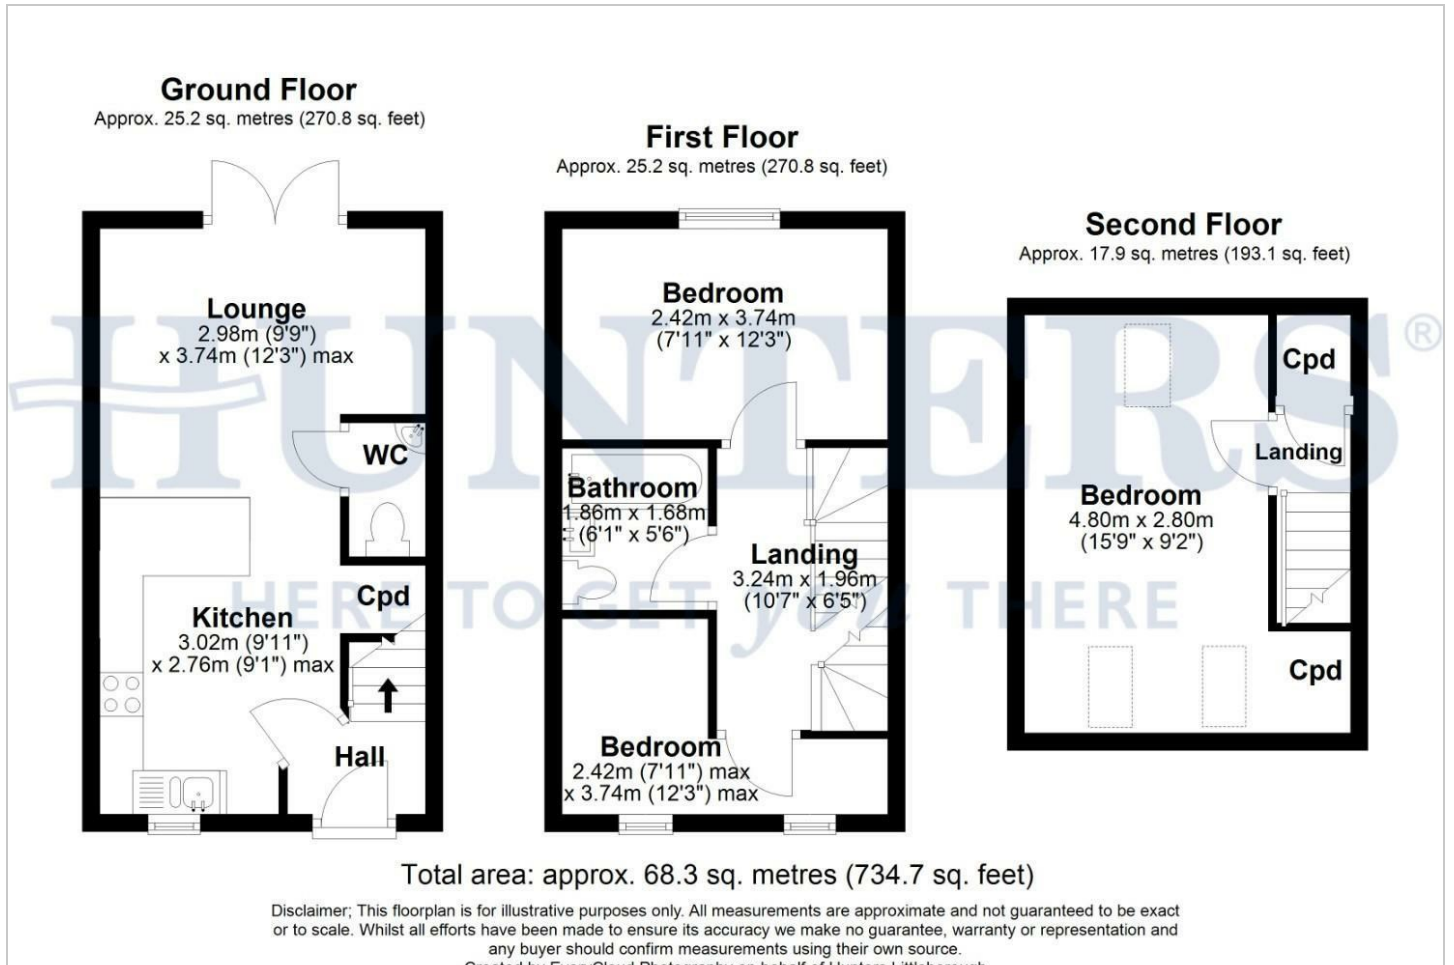 Ground Floor
Approx. 25.2 sq. metres (270.8 sq. feet)
Lounge
2.98m (9'9")
x 3.74m (12'3") max
WC
Cpd
Kitchen
3.02m (9'11")
x 2.76m (9'1") max
Hall
First Floor
Approx. 25.2 sq. metres (270.8 sq. feet)
Bedroom
2.42m x 3.74m
(7'11" x 12'3")
Bathroom
1.86m x 1.68m
(6'1" x 5'6")
Landing
3.24m x 1.96m
(10'7" x 6'5")
Bedroom
2.42m (7'11") max
x 3.74m (12'3") max
Second Floor
Approx. 17.9 sq. metres (193.1 sq. feet)
Cpd
Landing
Bedroom
4.80m x 2.80m
(15'9" x 9'2")
Cpd
HUNTERS®
HERE TO GET you THERE
Total area: approx. 68.3 sq. metres (734.7 sq. feet)
Disclaimer; This floorplan is for illustrative purposes only. All measurements are approximate and not guaranteed to be exact
or to scale. Whilst all efforts have been made to ensure its accuracy we make no guarantee, warranty or representation and
any buyer should confirm measurements using their own source.
Created by EveryCloud Photography on behalf of Hunters Littleborough